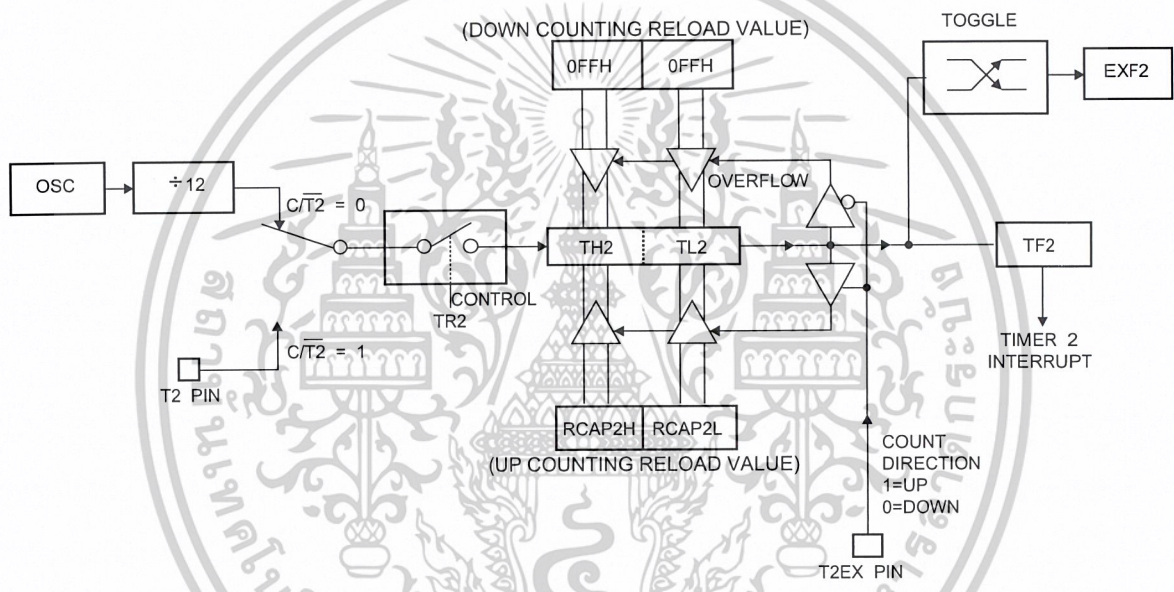 (DOWN COUNTING RELOAD VALUE)
TOGGLE
0FFH 0FFH
EXF2
OSC
÷12
OVERFLOW
C/T2̅ = 0
TH2 TL2
TF2
CONTROL
TR2
C/T2̅ = 1
TIMER 2
INTERRUPT
T2 PIN
RCAP2H RCAP2L
(UP COUNTING RELOAD VALUE)
COUNT
DIRECTION
1=UP
0=DOWN
T2EX PIN